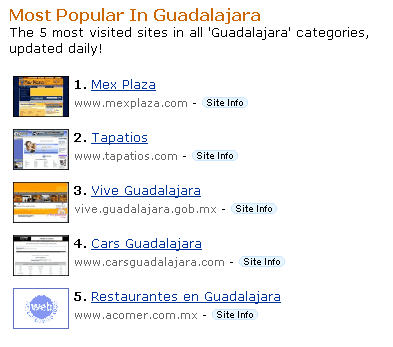 Most Popular In Guadalajara
The 5 most visited sites in all 'Guadalajara' categories,
updated daily!
1. Mex Plaza
www.mexplaza.com - Site Info
2. Tapatios
www.tapatios.com - Site Info
3. Vive Guadalajara
vive.guadalajara.gob.mx - Site Info
4. Cars Guadalajara
www.carsguadalajara.com - Site Info
5. Restaurantes en Guadalajara
www.acomer.com.mx - Site Info